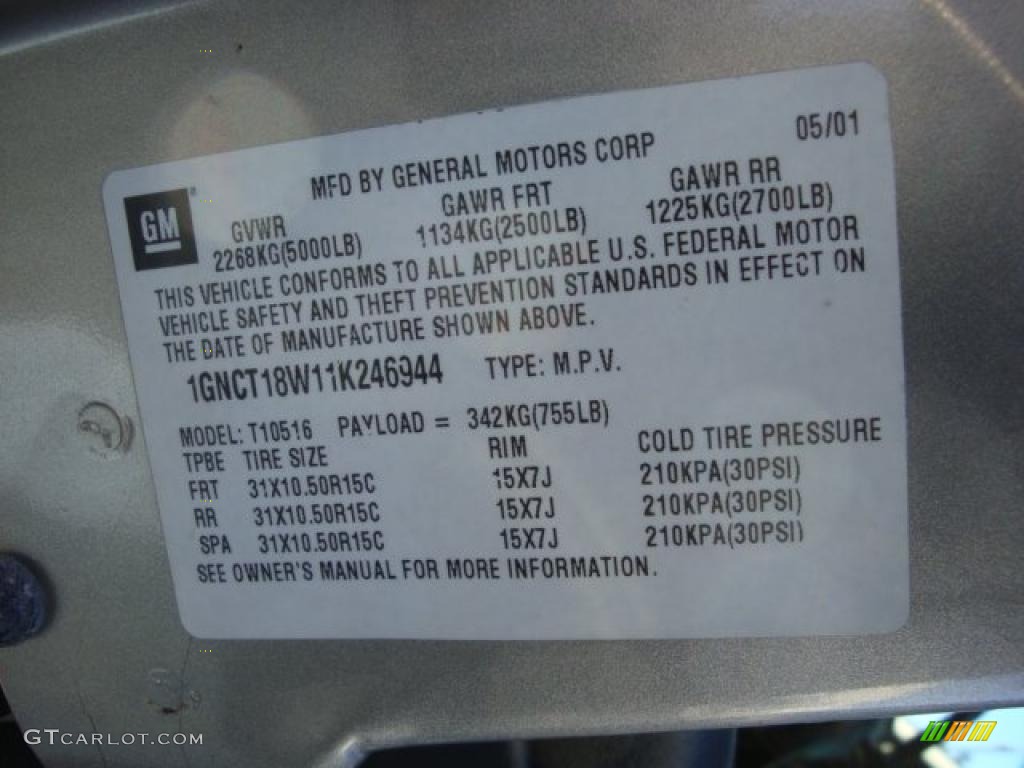 05/01
MFD BY GENERAL MOTORS CORP
GM
GVWR GAWR FRT GAWR RR
2268KG(5000LB) 1134KG(2500LB) 1225KG(2700LB)
THIS VEHICLE CONFORMS TO ALL APPLICABLE U.S. FEDERAL MOTOR
VEHICLE SAFETY AND THEFT PREVENTION STANDARDS IN EFFECT ON
THE DATE OF MANUFACTURE SHOWN ABOVE.
1GNCT18W11K246944 TYPE: M.P.V.
MODEL: T10516 PAYLOAD = 342KG(755LB)
TPBE TIRE SIZE RIM COLD TIRE PRESSURE
FRT 31X10.50R15C 15X7J 210KPA(30PSI)
RR 31X10.50R15C 15X7J 210KPA(30PSI)
SPA 31X10.50R15C 15X7J 210KPA(30PSI)
SEE OWNER'S MANUAL FOR MORE INFORMATION.
GTCARLOT.COM